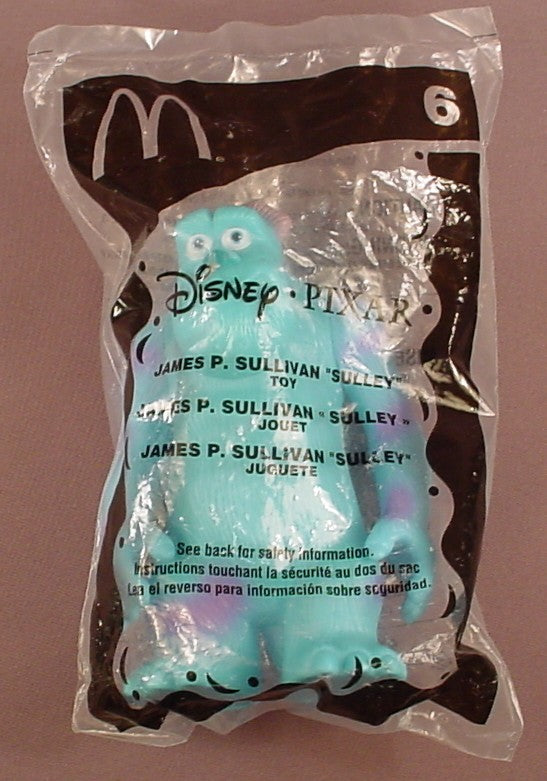 6
DISNEY · PIXAR
JAMES P. SULLIVAN "SULLEY"
TOY
JAMES P. SULLIVAN « SULLEY »
JOUET
JAMES P. SULLIVAN "SULLEY"
JUGUETE
See back for safety information.
Instructions touchant la sécurité au dos du sac
Lea el reverso para información sobre seguridad.